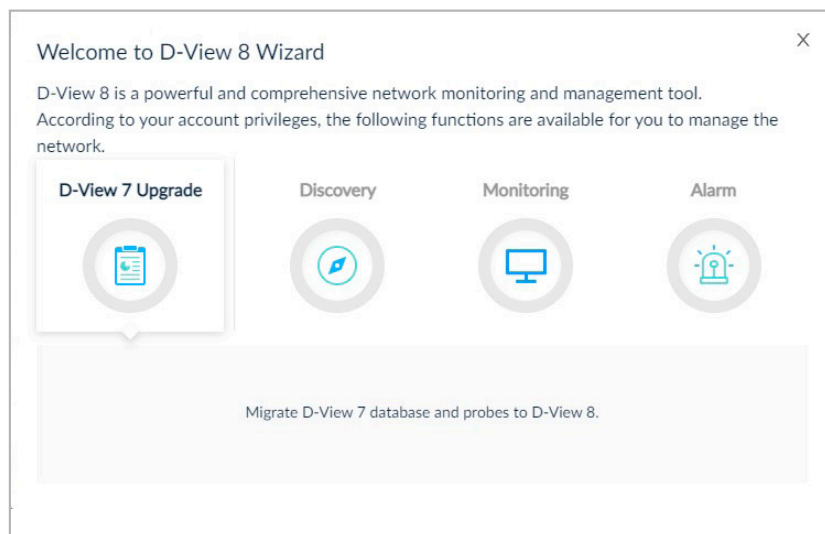 Welcome to D-View 8 Wizard
X
D-View 8 is a powerful and comprehensive network monitoring and management tool.
According to your account privileges, the following functions are available for you to manage the
network.
D-View 7 Upgrade
Discovery
Monitoring
Alarm
Migrate D-View 7 database and probes to D-View 8.